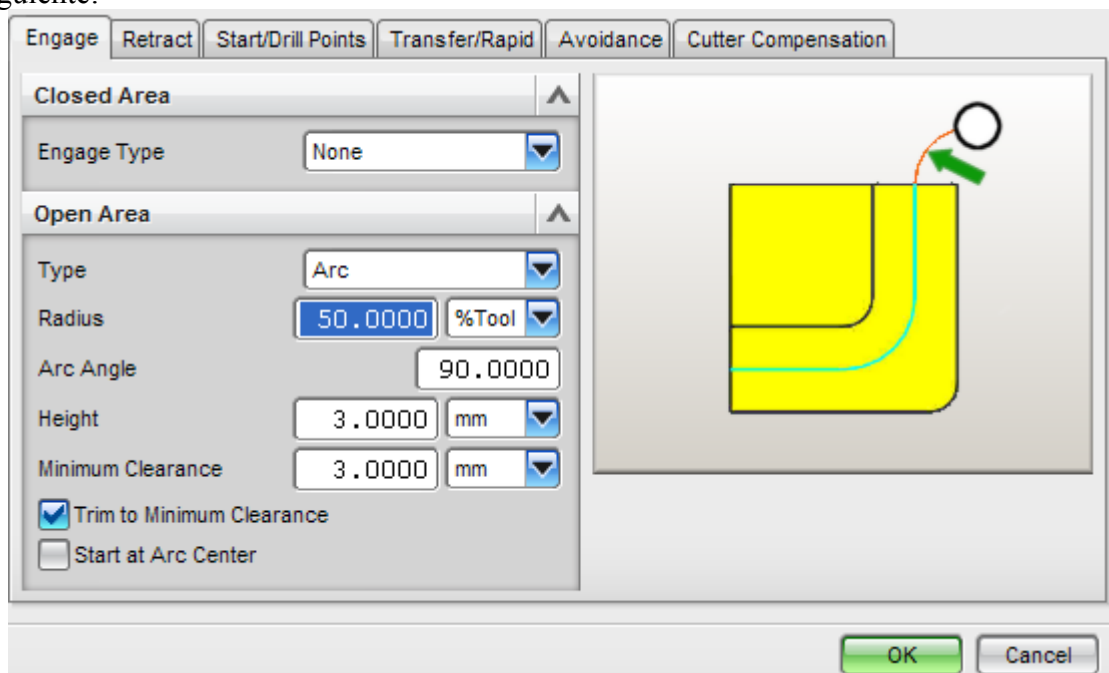 Engage Retract Start/Drill Points Transfer/Rapid Avoidance Cutter Compensation
Closed Area
Engage Type None
Open Area
Type Arc
Radius 50.0000 %Tool
Arc Angle 90.0000
Height 3.0000 mm
Minimum Clearance 3.0000 mm
Trim to Minimum Clearance
Start at Arc Center
OK Cancel